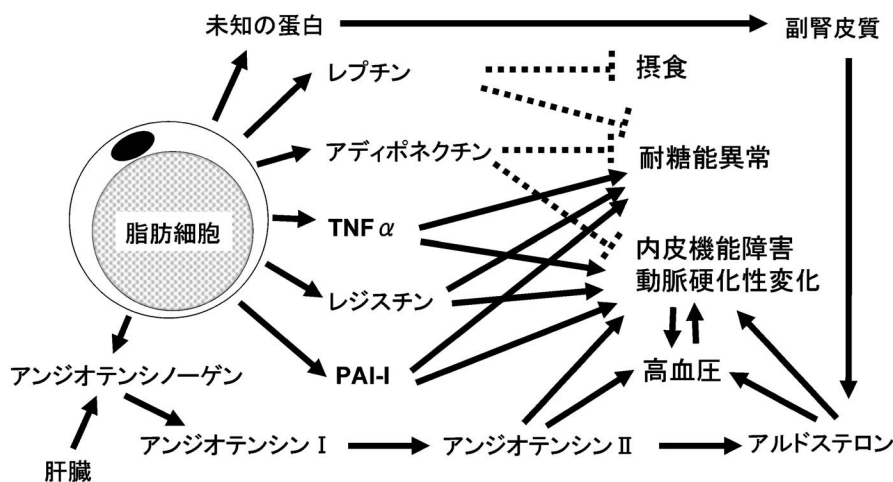 未知の蛋白
副腎皮質
レプチン
摂食
アディポネクチン
耐糖能異常
脂肪細胞
TNF α
内皮機能障害
動脈硬化性変化
レジスチン
アンジオテンシノーゲン
PAI-I
高血圧
アンジオテンシン Ⅰ
アンジオテンシン Ⅱ
アルドステロン
肝臓